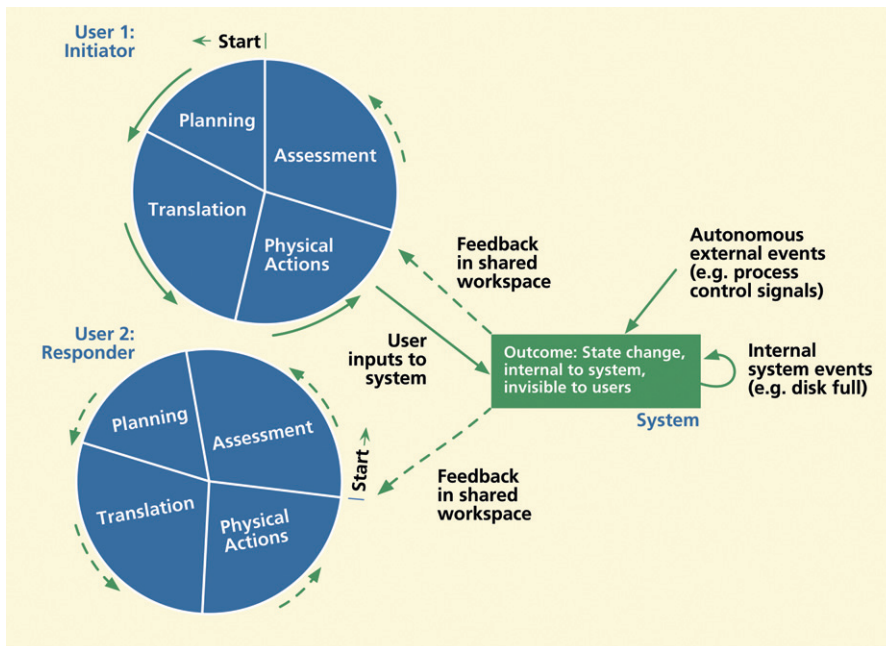 User 1:
Initiator
Start
Planning
Assessment
Translation
Physical
Actions
Feedback
in shared
workspace
Autonomous
external events
(e.g. process
control signals)
User
inputs to
system
Outcome: State change,
internal to system,
invisible to users
Internal
system events
(e.g. disk full)
System
User 2:
Responder
Planning
Assessment
Start
Translation
Physical
Actions
Feedback
in shared
workspace